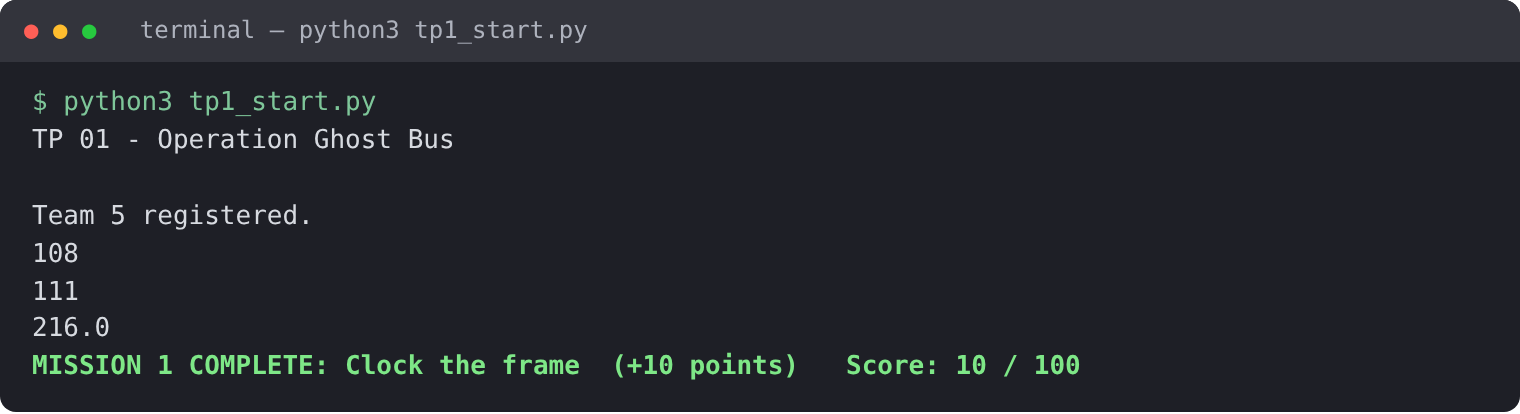 terminal — python3 tp1_start.py
$ python3 tp1_start.py
TP 01 - Operation Ghost Bus
Team 5 registered.
108
111
216.0
MISSION 1 COMPLETE: Clock the frame  (+10 points)   Score: 10 / 100